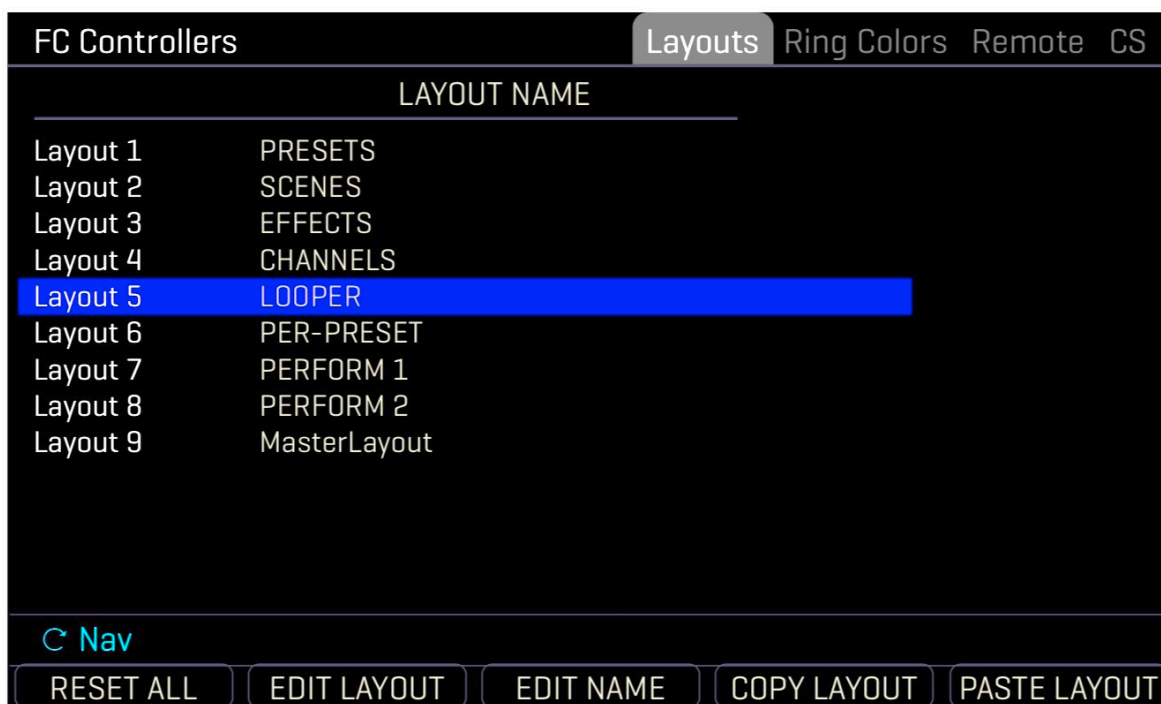 FC Controllers Layouts Ring Colors Remote CS
LAYOUT NAME
Layout 1 PRESETS
Layout 2 SCENES
Layout 3 EFFECTS
Layout 4 CHANNELS
Layout 5 LOOPER
Layout 6 PER-PRESET
Layout 7 PERFORM 1
Layout 8 PERFORM 2
Layout 9 MasterLayout
Nav
RESET ALL EDIT LAYOUT EDIT NAME COPY LAYOUT PASTE LAYOUT